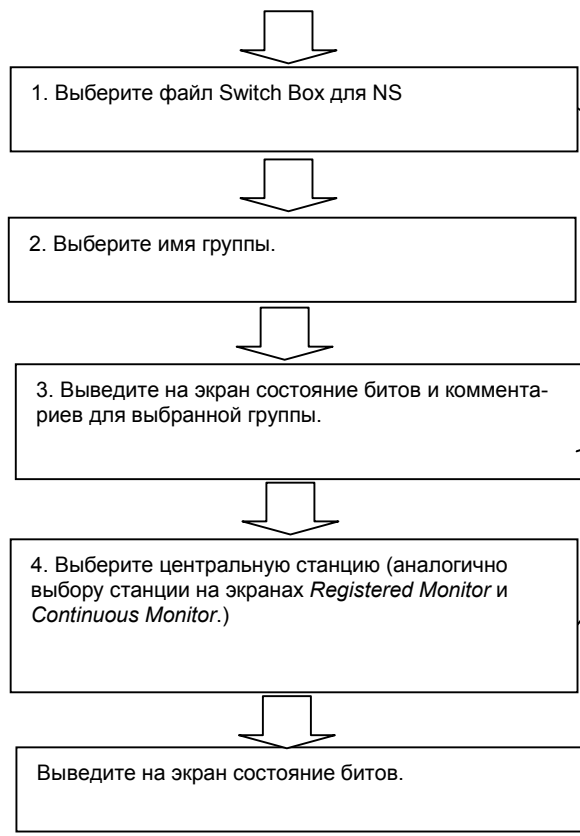 1. Выберите файл Switch Box для NS
2. Выберите имя группы.
3. Выведите на экран состояние битов и коммента-
риев для выбранной группы.
4. Выберите центральную станцию (аналогично
выбору станции на экранах Registered Monitor и
Continuous Monitor.)
Выведите на экран состояние битов.